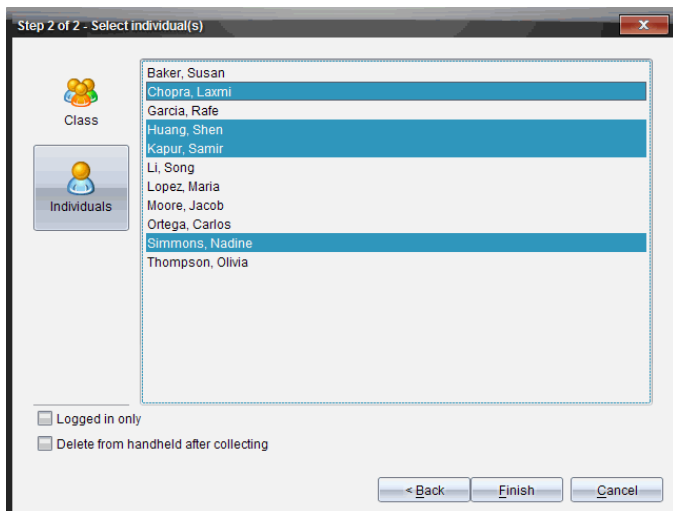 Step 2 of 2 - Select individual(s)
Class
Individuals
Baker, Susan
Chopra, Laxmi
Garcia, Rafe
Huang, Shen
Kapur, Samir
Li, Song
Lopez, Maria
Moore, Jacob
Ortega, Carlos
Simmons, Nadine
Thompson, Olivia
Logged in only
Delete from handheld after collecting
< Back
Finish
Cancel